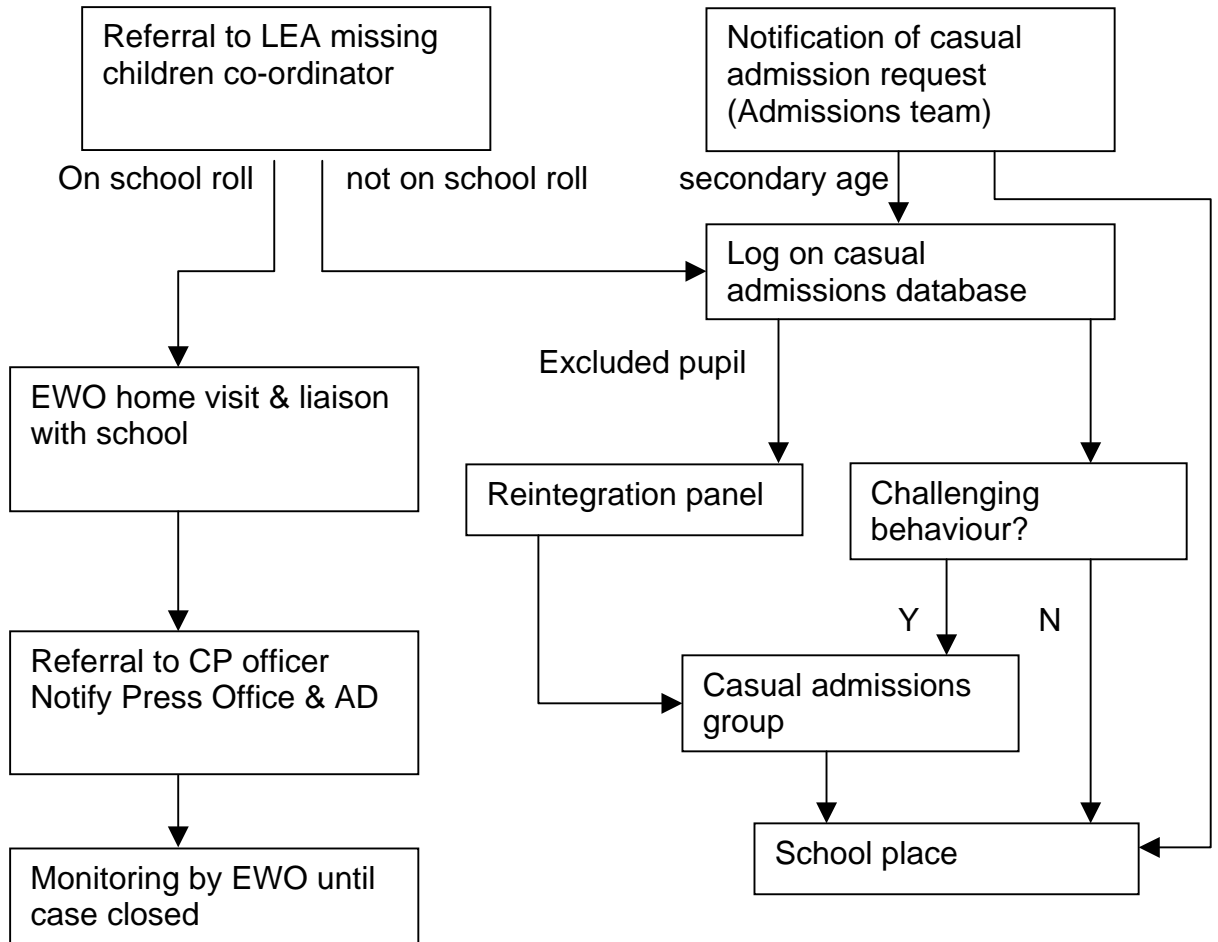 Referral to LEA missing
children co-ordinator
Notification of casual
admission request
(Admissions team)
On school roll
not on school roll
secondary age
Log on casual
admissions database
Excluded pupil
EWO home visit & liaison
with school
Reintegration panel
Challenging
behaviour?
Y
N
Referral to CP officer
Notify Press Office & AD
Casual admissions
group
School place
Monitoring by EWO until
case closed